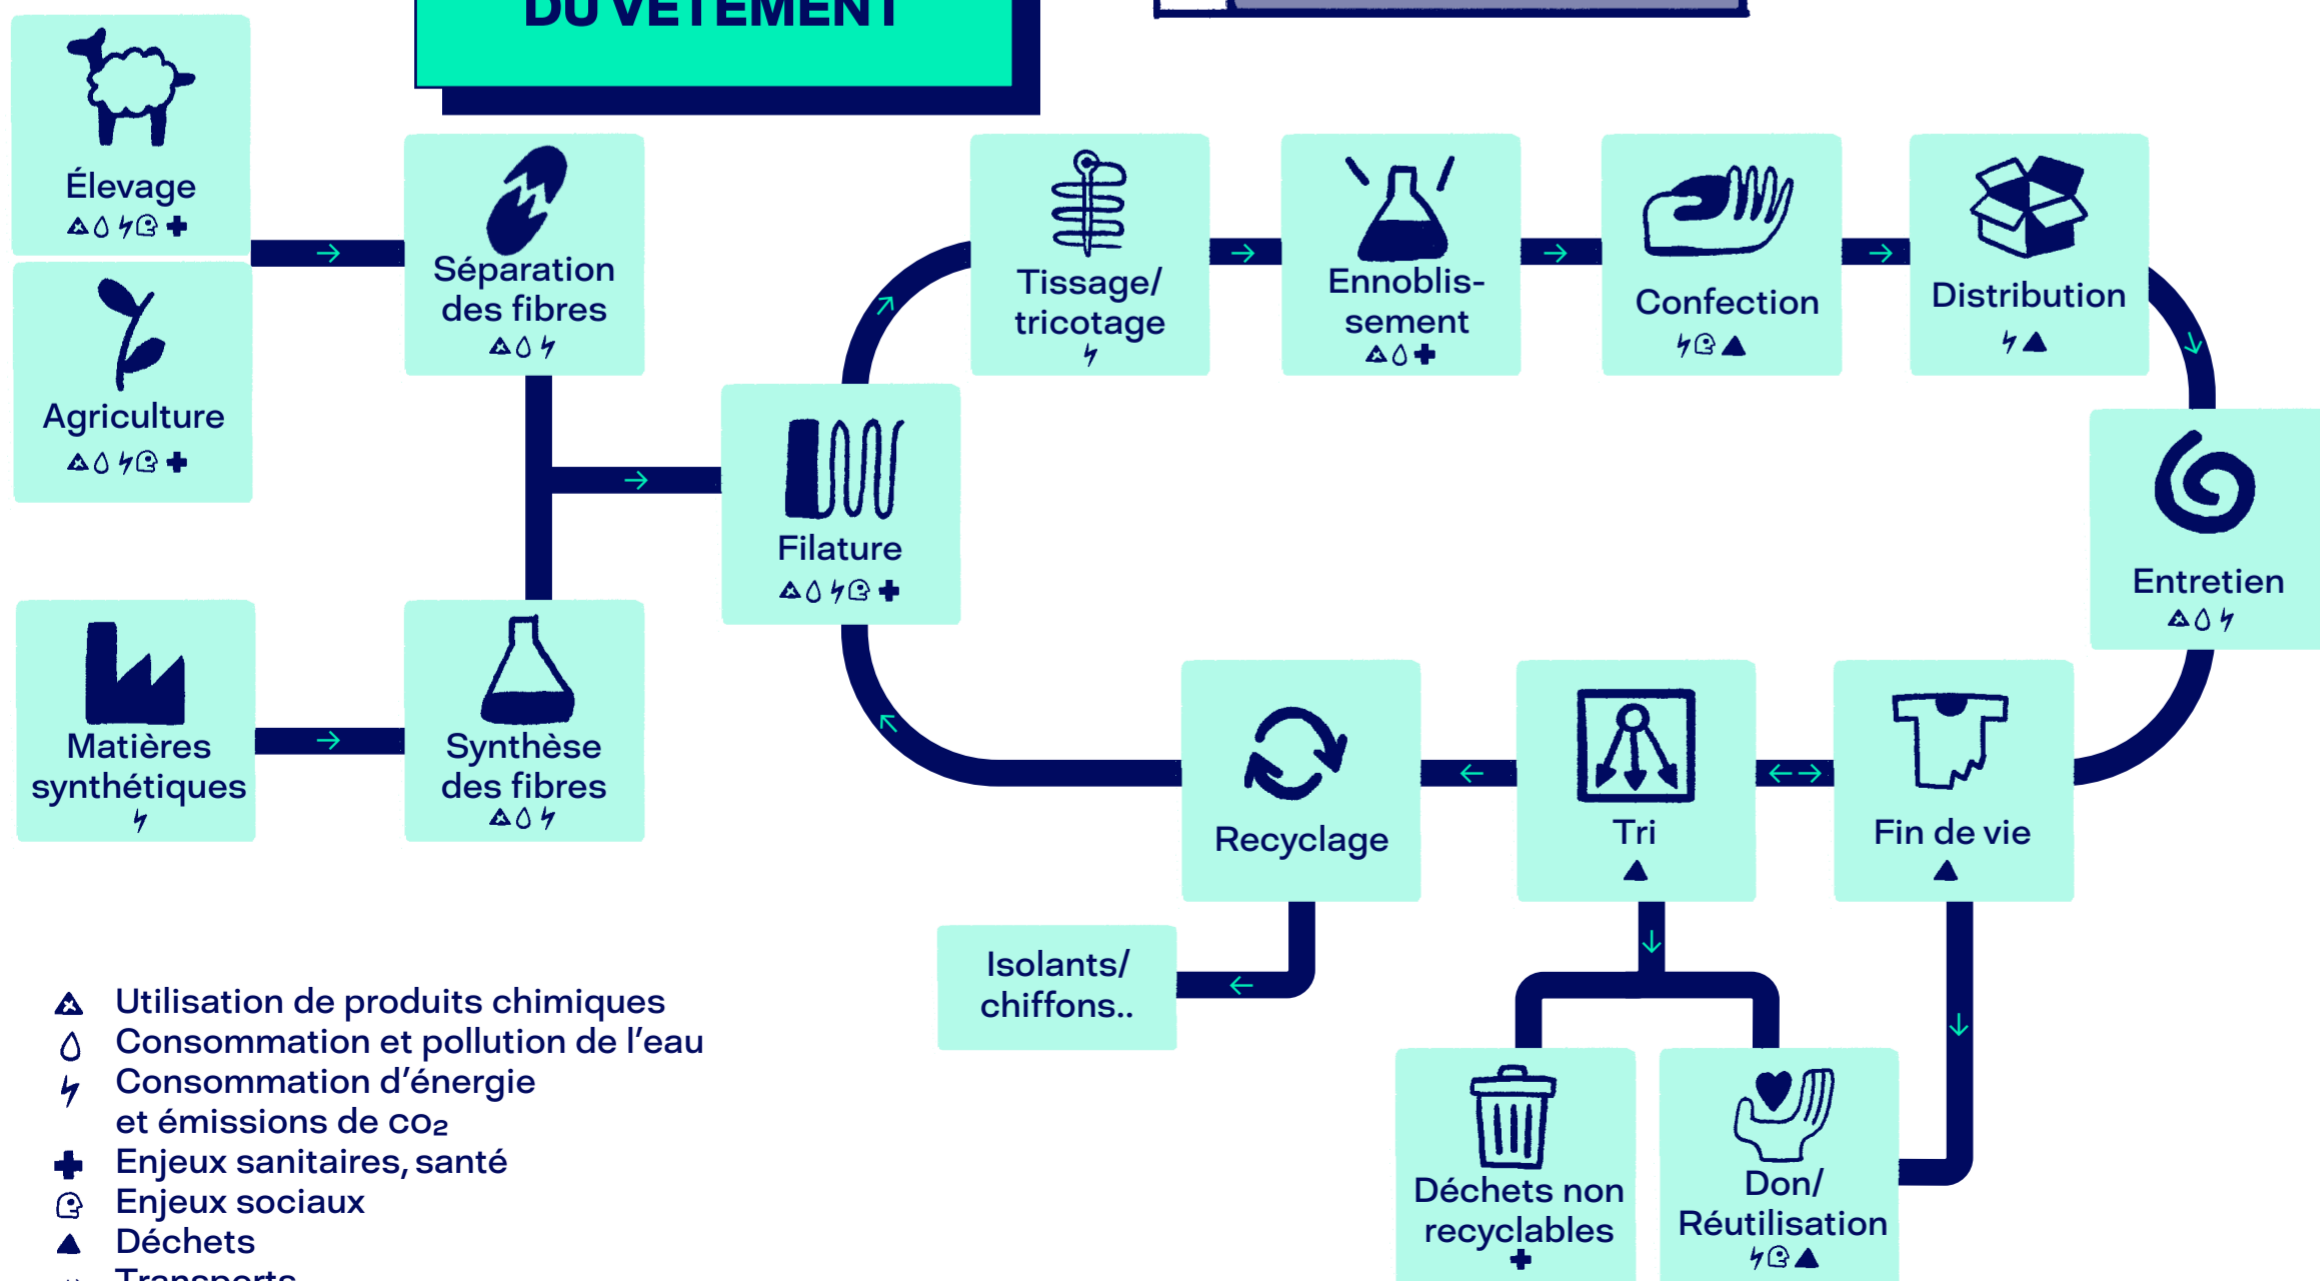 DU VÊTEMENT
Élevage
Agriculture
Séparation
des fibres
Matières
synthétiques
Synthèse
des fibres
Filature
Tissage/
tricotage
Ennoblis-
sement
Confection
Distribution
Entretien
Fin de vie
Tri
Recyclage
Isolants/
chiffons..
Déchets non
recyclables
Don/
Réutilisation
Utilisation de produits chimiques
Consommation et pollution de l'eau
Consommation d'énergie
et émissions de CO₂
Enjeux sanitaires, santé
Enjeux sociaux
Déchets
Transports